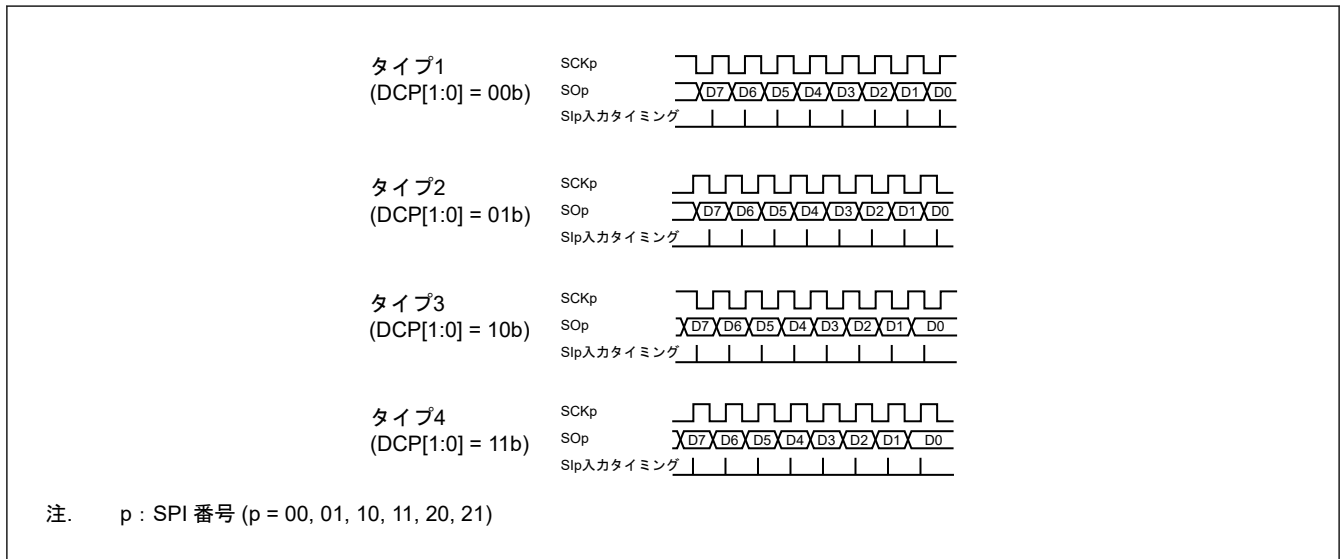 タイプ1
(DCP[1:0] = 00b)
SCKp
SOp
D7 D6 D5 D4 D3 D2 D1 D0
SIp入力タイミング
タイプ2
(DCP[1:0] = 01b)
SCKp
SOp
D7 D6 D5 D4 D3 D2 D1 D0
SIp入力タイミング
タイプ3
(DCP[1:0] = 10b)
SCKp
SOp
D7 D6 D5 D4 D3 D2 D1 D0
SIp入力タイミング
タイプ4
(DCP[1:0] = 11b)
SCKp
SOp
D7 D6 D5 D4 D3 D2 D1 D0
SIp入力タイミング
注. p：SPI 番号 (p = 00, 01, 10, 11, 20, 21)